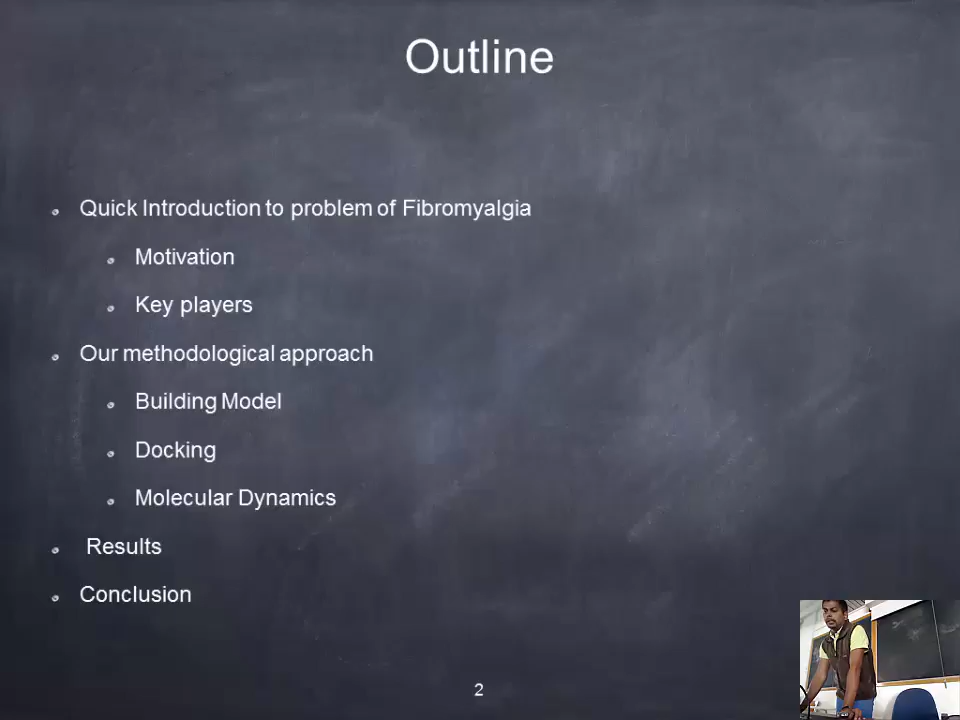 Outline
Quick Introduction to problem of Fibromyalgia
Motivation
Key players
Our methodological approach
Building Model
Docking
Molecular Dynamics
Results
Conclusion
2